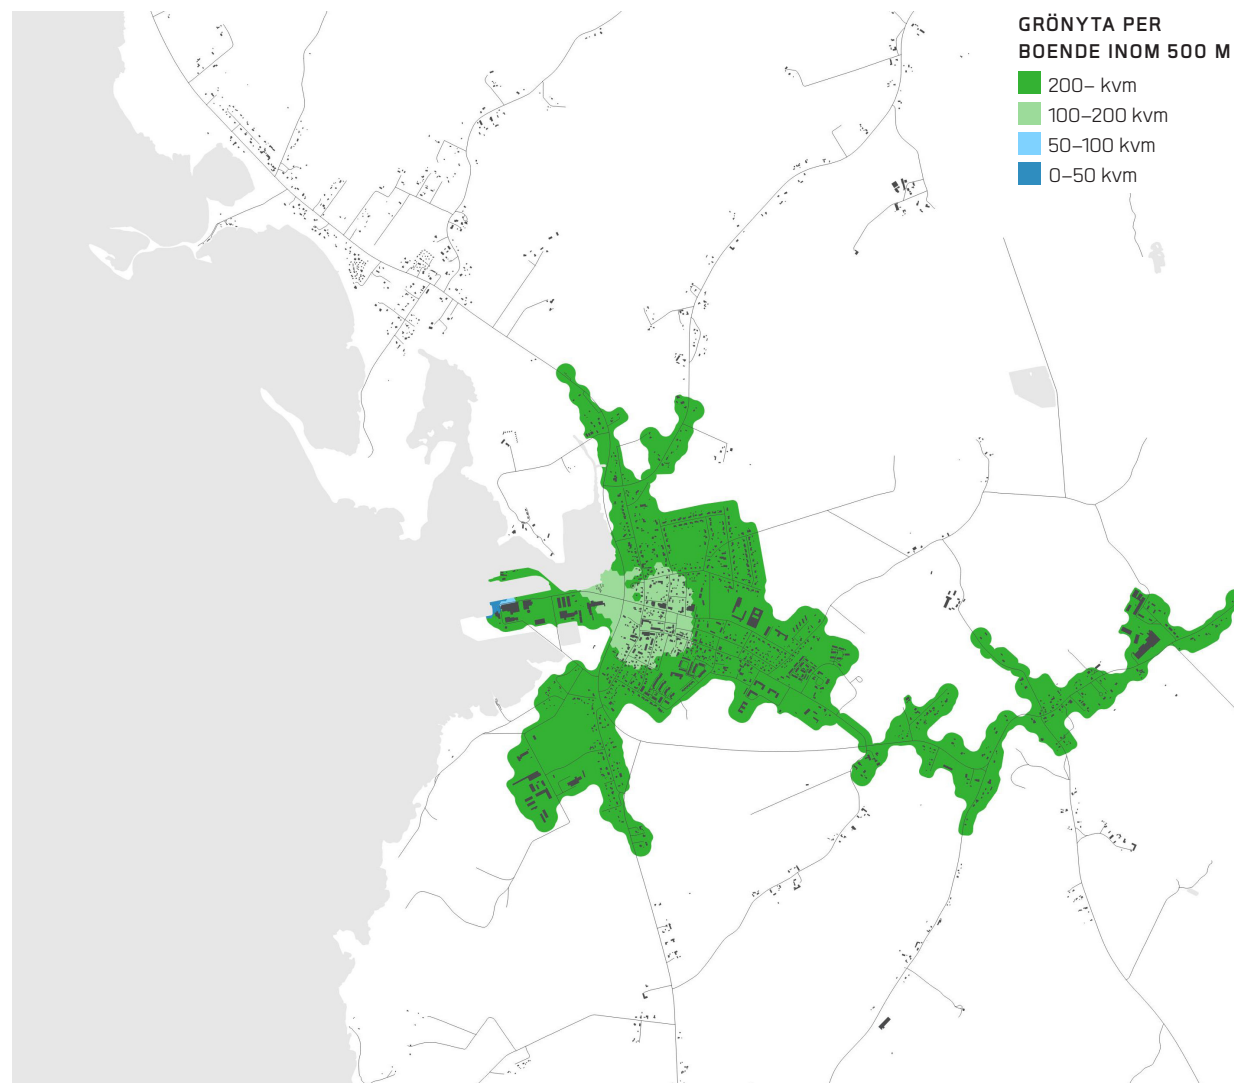 GRÖNYTA PER
BOENDE INOM 500 M
200– kvm
100–200 kvm
50–100 kvm
0–50 kvm